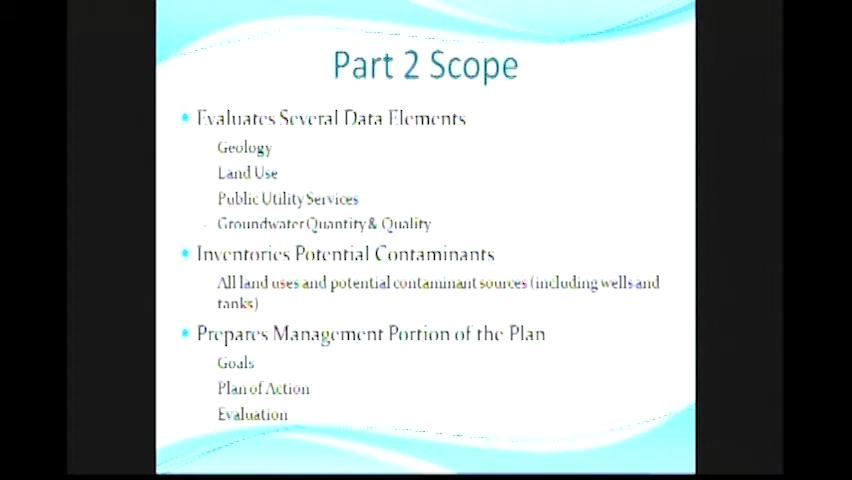 Part 2 Scope
Evaluates Several Data Elements
Geology
Land Use
Public Utility Services
Groundwater Quantity & Quality
Inventories Potential Contaminants
All land uses and potential contaminant sources (including wells and
tanks)
Prepares Management Portion of the Plan
Goals
Plan of Action
Evaluation